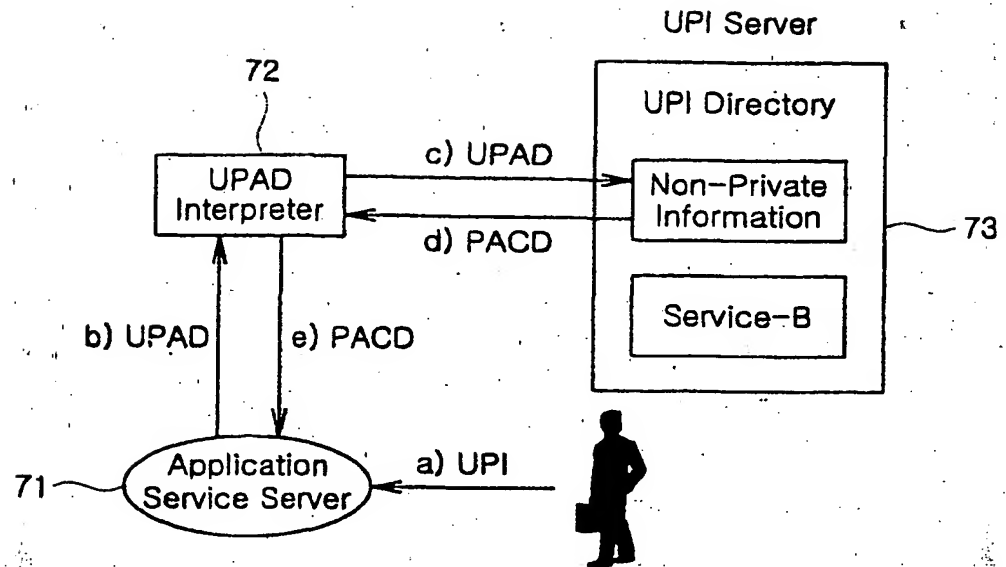 UPI Server
72
UPI Directory
c) UPAD
UPAD
Interpreter
Non-Private
Information
d) PACD
73
Service-B
b) UPAD
e) PACD
Application
Service Server
71
a) UPI